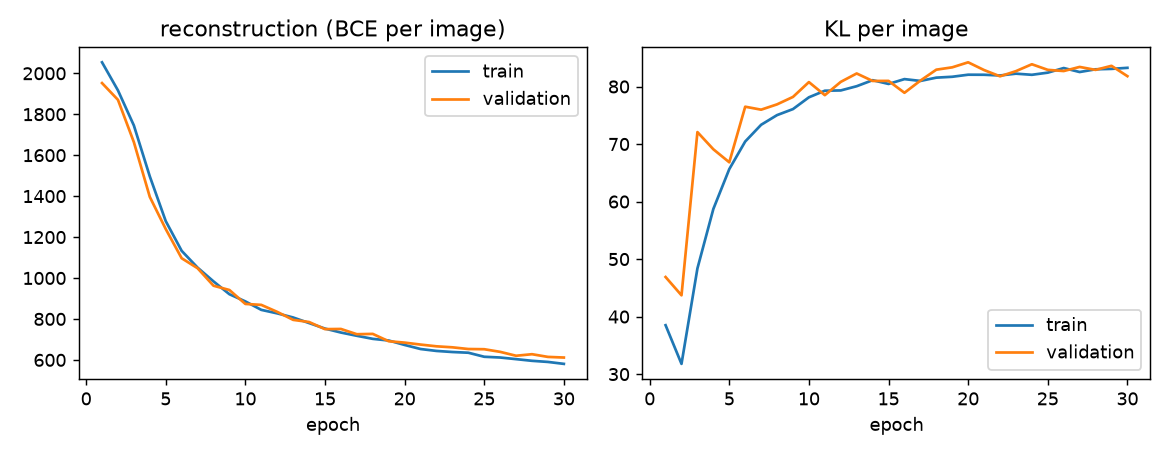 reconstruction (BCE per image)
2000
1800
1600
1400
1200
1000
800
600
0 5 10 15 20 25 30
epoch
train
validation
KL per image
80
70
60
50
40
30
0 5 10 15 20 25 30
epoch
train
validation